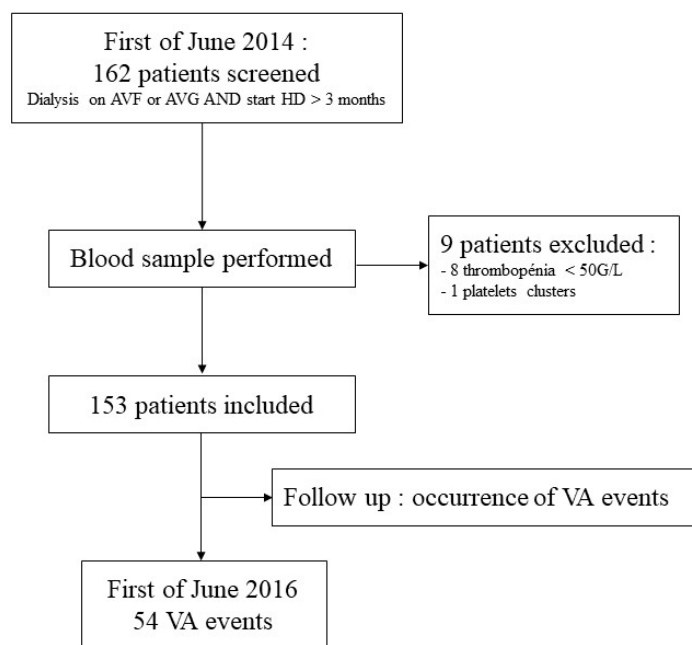 First of June 2014 :
162 patients screened
Dialysis on AVF or AVG AND start HD > 3 months
Blood sample performed
9 patients excluded :
- 8 thrombopénia < 50G/L
- 1 platelets clusters
153 patients included
Follow up : occurrence of VA events
First of June 2016
54 VA events